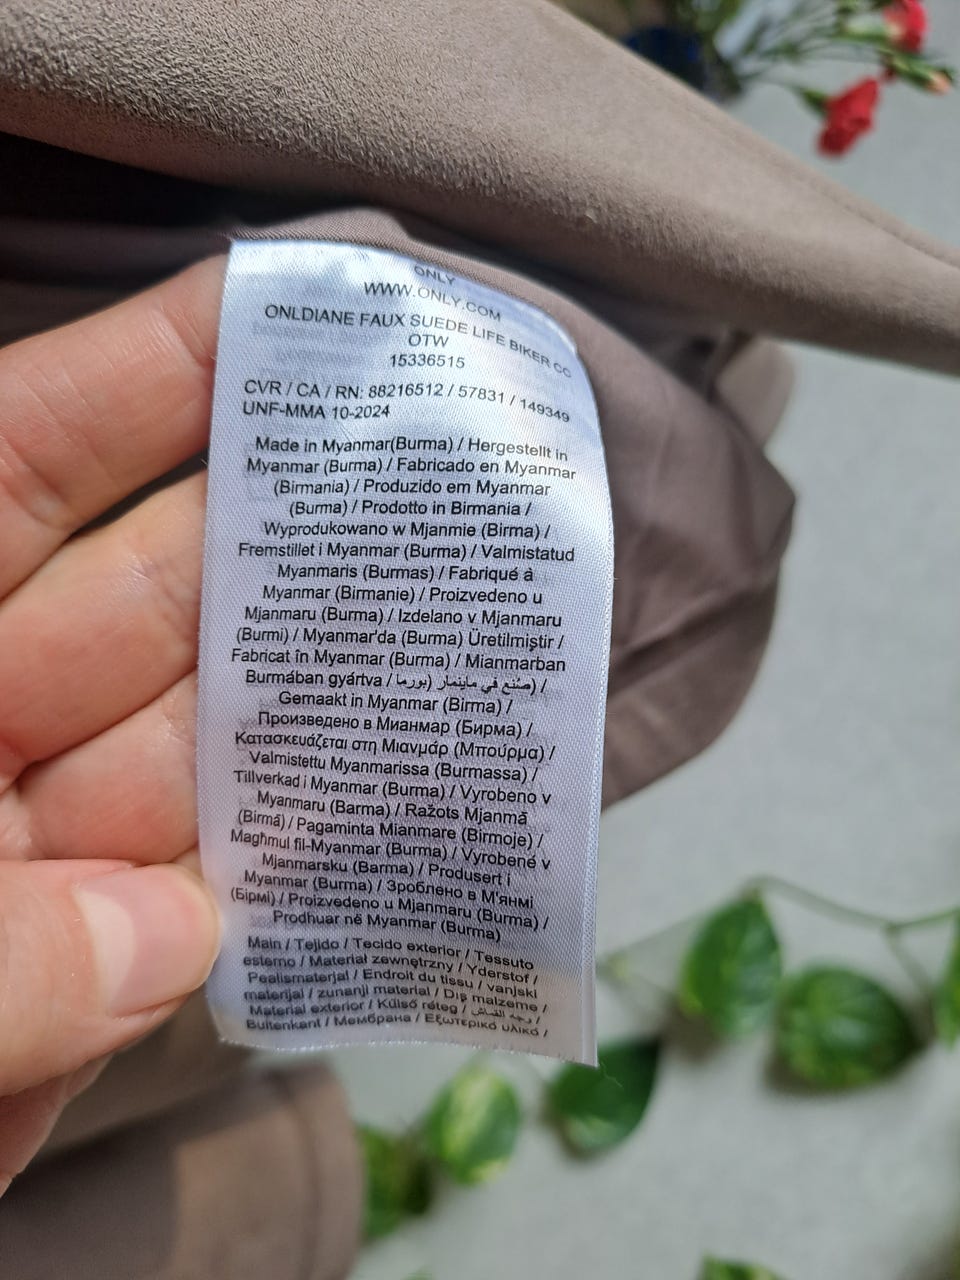 ONLY
WWW.ONLY.COM
ONLDIANE FAUX SUEDE LIFE BIKER CC
OTW
15336515
CVR / CA / RN: 88216512 / 57831 / 149349
UNF-MMA 10-2024
Made in Myanmar(Burma) / Hergestellt in
Myanmar (Burma) / Fabricado en Myanmar
(Birmania) / Produzido em Myanmar
(Burma) / Prodotto in Birmania /
Wyprodukowano w Mjanmie (Birma) /
Fremstillet i Myanmar (Burma) / Valmistatud
Myanmaris (Burmas) / Fabriqué à
Myanmar (Birmanie) / Proizvedeno u
Mjanmaru (Burma) / Izdelano v Mjanmaru
(Burmi) / Myanmar'da (Burma) Üretilmiştir /
Fabricat în Myanmar (Burma) / Mianmarban
Burmában gyártva / صُنع في ماينمار (بورما) /
Gemaakt in Myanmar (Birma) /
Произведено в Мианмар (Бирма) /
Κατασκευάζεται στη Μιανμάρ (Μπούρμα) /
Valmistettu Myanmarissa (Burmassa) /
Tillverkad i Myanmar (Burma) / Vyrobeno v
Myanmaru (Barma) / Ražots Mjanmā
(Birmā) / Pagaminta Mianmare (Birmoje) /
Magħmul fil-Myanmar (Burma) / Vyrobené v
Mjanmarsku (Barma) / Produsert i
Myanmar (Burma) / Зроблено в М'янмі
(Бірмі) / Proizvedeno u Mjanmaru (Burma) /
Prodhuar në Myanmar (Burma)
Main / Tejido / Tecido exterior / Tessuto
esterno / Materiał zewnętrzny / Yderstof /
Pealismaterjal / Endroit du tissu / vanjski
materijal / zunanji material / Dış malzeme /
Material exterior / Külső réteg / وجه القماش /
Buitenkant / Мембрана / Εξωτερικό υλικό /